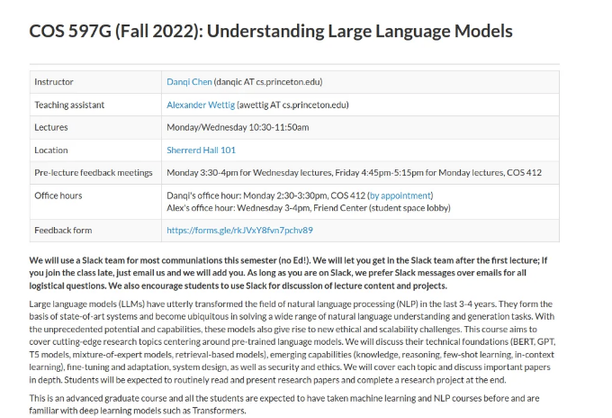 COS 597G (Fall 2022): Understanding Large Language Models
Instructor Danqi Chen (danqic AT cs.princeton.edu)
Teaching assistant Alexander Wettig (awettig AT cs.princeton.edu)
Lectures Monday/Wednesday 10:30-11:50am
Location Sherrerd Hall 101
Pre-lecture feedback meetings Monday 3:30-4pm for Wednesday lectures, Friday 4:45pm-5:15pm for Monday lectures, COS 412
Office hours Danqi's office hour: Monday 2:30-3:30pm, COS 412 (by appointment)
Alex's office hour: Wednesday 3-4pm, Friend Center (student space lobby)
Feedback form https://forms.gle/rkJVxY8fvn7pchv89
We will use a Slack team for most communiations this semester (no Ed!). We will let you get in the Slack team after the first lecture; If
you join the class late, just email us and we will add you. As long as you are on Slack, we prefer Slack messages over emails for all
logistical questions. We also encourage students to use Slack for discussion of lecture content and projects.
Large language models (LLMs) have utterly transformed the field of natural language processing (NLP) in the last 3-4 years. They form the
basis of state-of-art systems and become ubiquitous in solving a wide range of natural language understanding and generation tasks. With
the unprecedented potential and capabilities, these models also give rise to new ethical and scalability challenges. This course aims to
cover cutting-edge research topics centering around pre-trained language models. We will discuss their technical foundations (BERT, GPT,
T5 models, mixture-of-expert models, retrieval-based models), emerging capabilities (knowledge, reasoning, few-shot learning, in-context
learning), fine-tuning and adaptation, system design, as well as security and ethics. We will cover each topic and discuss important papers
in depth. Students will be expected to routinely read and present research papers and complete a research project at the end.
This is an advanced graduate course and all the students are expected to have taken machine learning and NLP courses before and are
familiar with deep learning models such as Transformers.